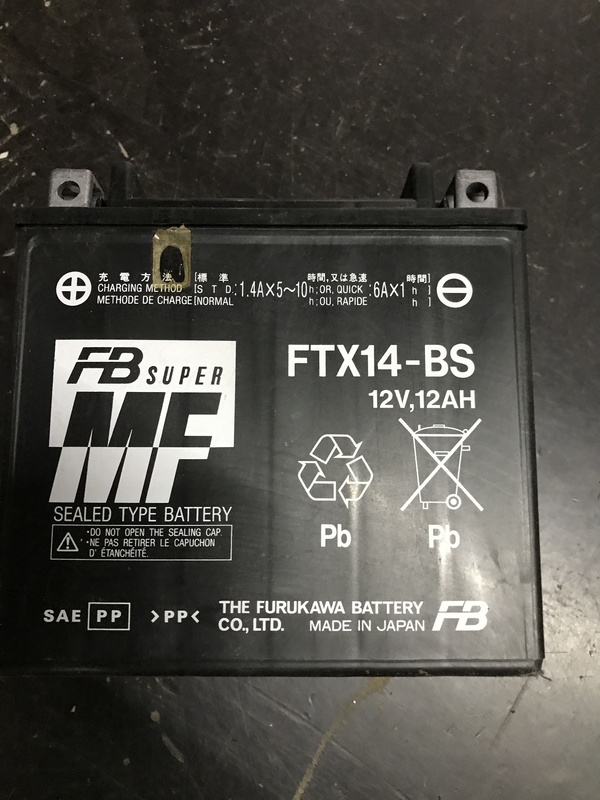 充電方法 [標準 時間,又は急速 時間]
CHARGING METHOD [S T D.:1.4A×5~10h;OR, QUICK :6A×1h ]
METHODE DE CHARGE[NORMAL h;OU, RAPIDE h ]
FB SUPER
MF
SEALED TYPE BATTERY
・DO NOT OPEN THE SEALING CAP.
・NE PAS RETIRER LE CAPUCHON
D' ÉTANCHÉITÉ.
FTX14-BS
12V,12AH
Pb Pb
SAE PP >PP<
THE FURUKAWA BATTERY
CO., LTD. MADE IN JAPAN FB